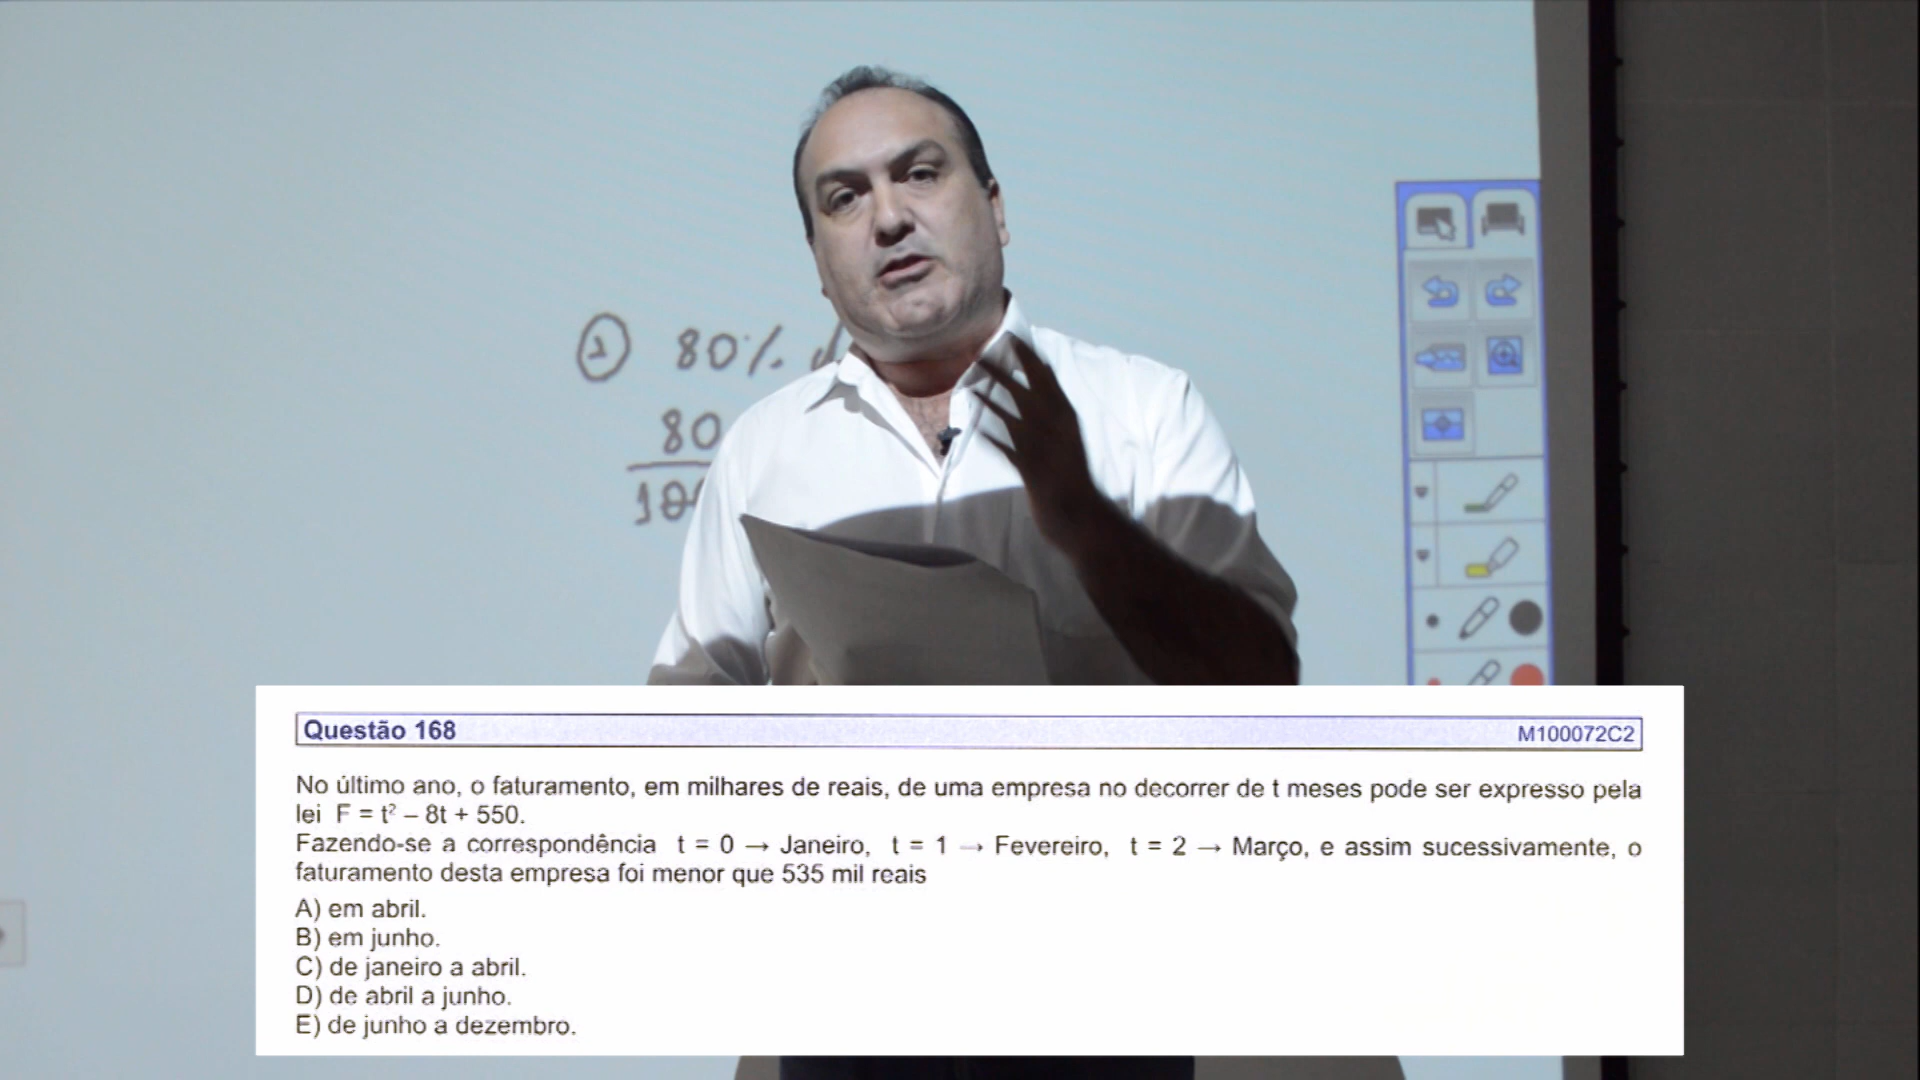 ② 80%
80
100
Questão 168
M100072C2
No último ano, o faturamento, em milhares de reais, de uma empresa no decorrer de t meses pode ser expresso pela
lei F = t² – 8t + 550.
Fazendo-se a correspondência t = 0 → Janeiro, t = 1 → Fevereiro, t = 2 → Março, e assim sucessivamente, o
faturamento desta empresa foi menor que 535 mil reais
A) em abril.
B) em junho.
C) de janeiro a abril.
D) de abril a junho.
E) de junho a dezembro.